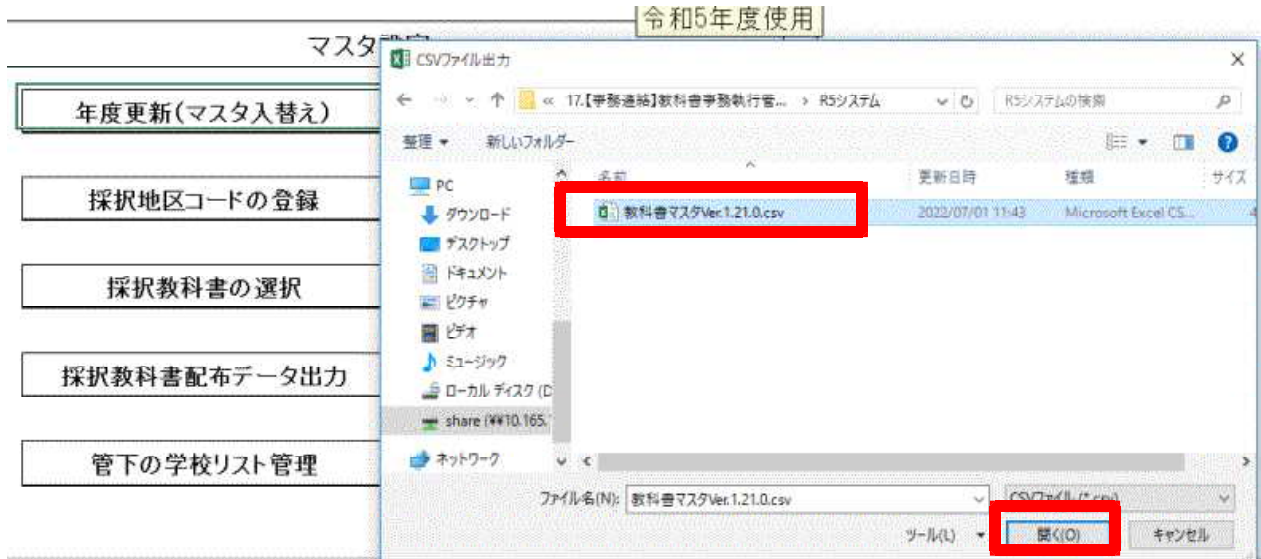 令和5年度使用
マスタ
年度更新(マスタ入替え)
採択地区コードの登録
採択教科書の選択
採択教科書配布データ出力
管下の学校リスト管理
CSVファイル出力
« 17.【事務連絡】教科書事務執行管... › R5システム
R5システムの検索
整理 新しいフォルダー
名前 更新日時 種類 サイズ
教科書マスタVer.1.21.0.csv 2022/07/01 11:43 Microsoft Excel CS...
PC
ダウンロード
デスクトップ
ドキュメント
ピクチャ
ビデオ
ミュージック
ローカル ディスク (D
share (¥¥10.165.
ネットワーク
ファイル名(N): 教科書マスタVer.1.21.0.csv CSVファイル (*.csv)
ツール(L) 開く(O) キャンセル